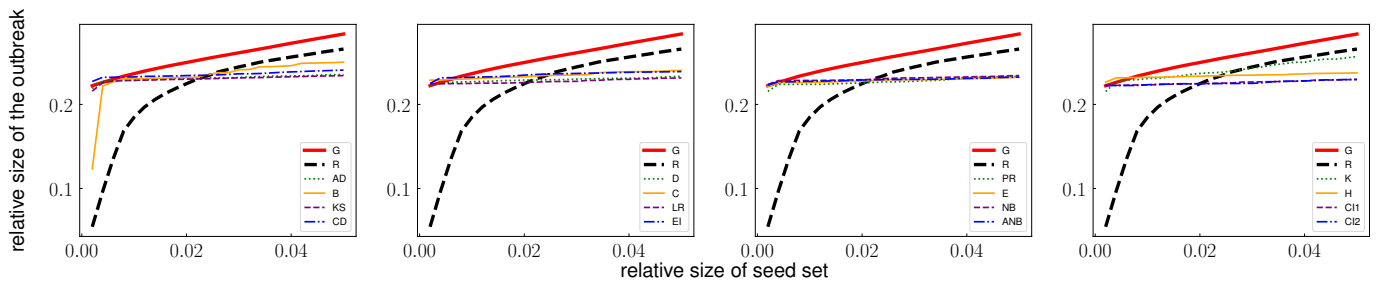 relative size of the outbreak
0.2
0.1
0.00
0.02
0.04
G
R
AD
B
KS
CD
0.2
0.1
0.00
0.02
0.04
G
R
D
C
LR
EI
0.2
0.1
0.00
0.02
0.04
G
R
PR
E
NB
ANB
0.2
0.1
0.00
0.02
0.04
G
R
K
H
CI1
CI2
relative size of seed set